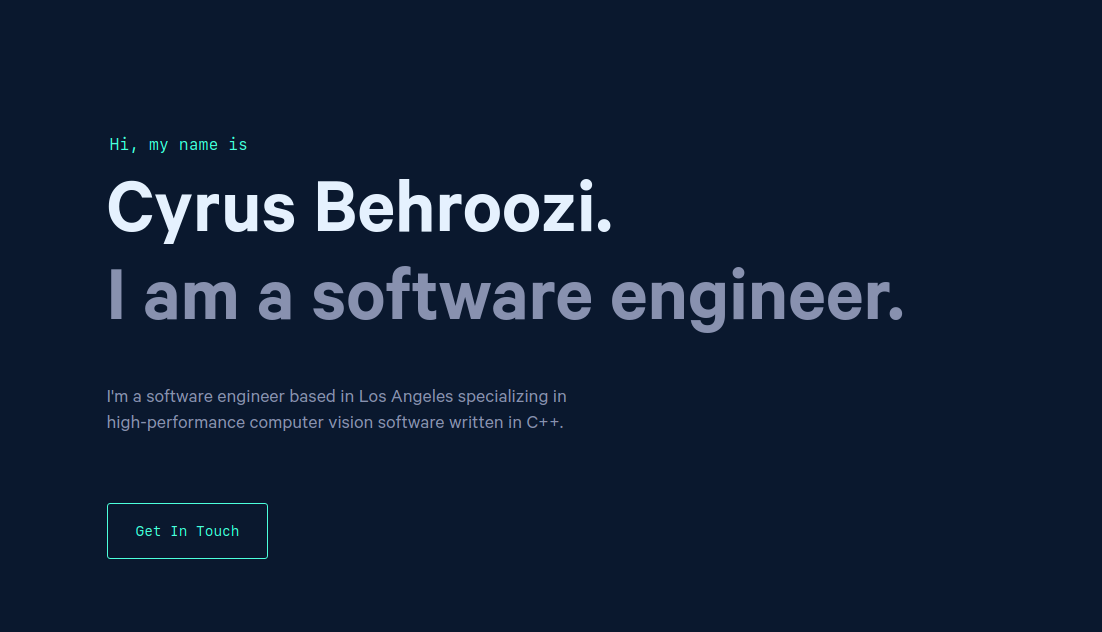 Hi, my name is
Cyrus Behroozi.
I am a software engineer.
I'm a software engineer based in Los Angeles specializing in
high-performance computer vision software written in C++.
Get In Touch